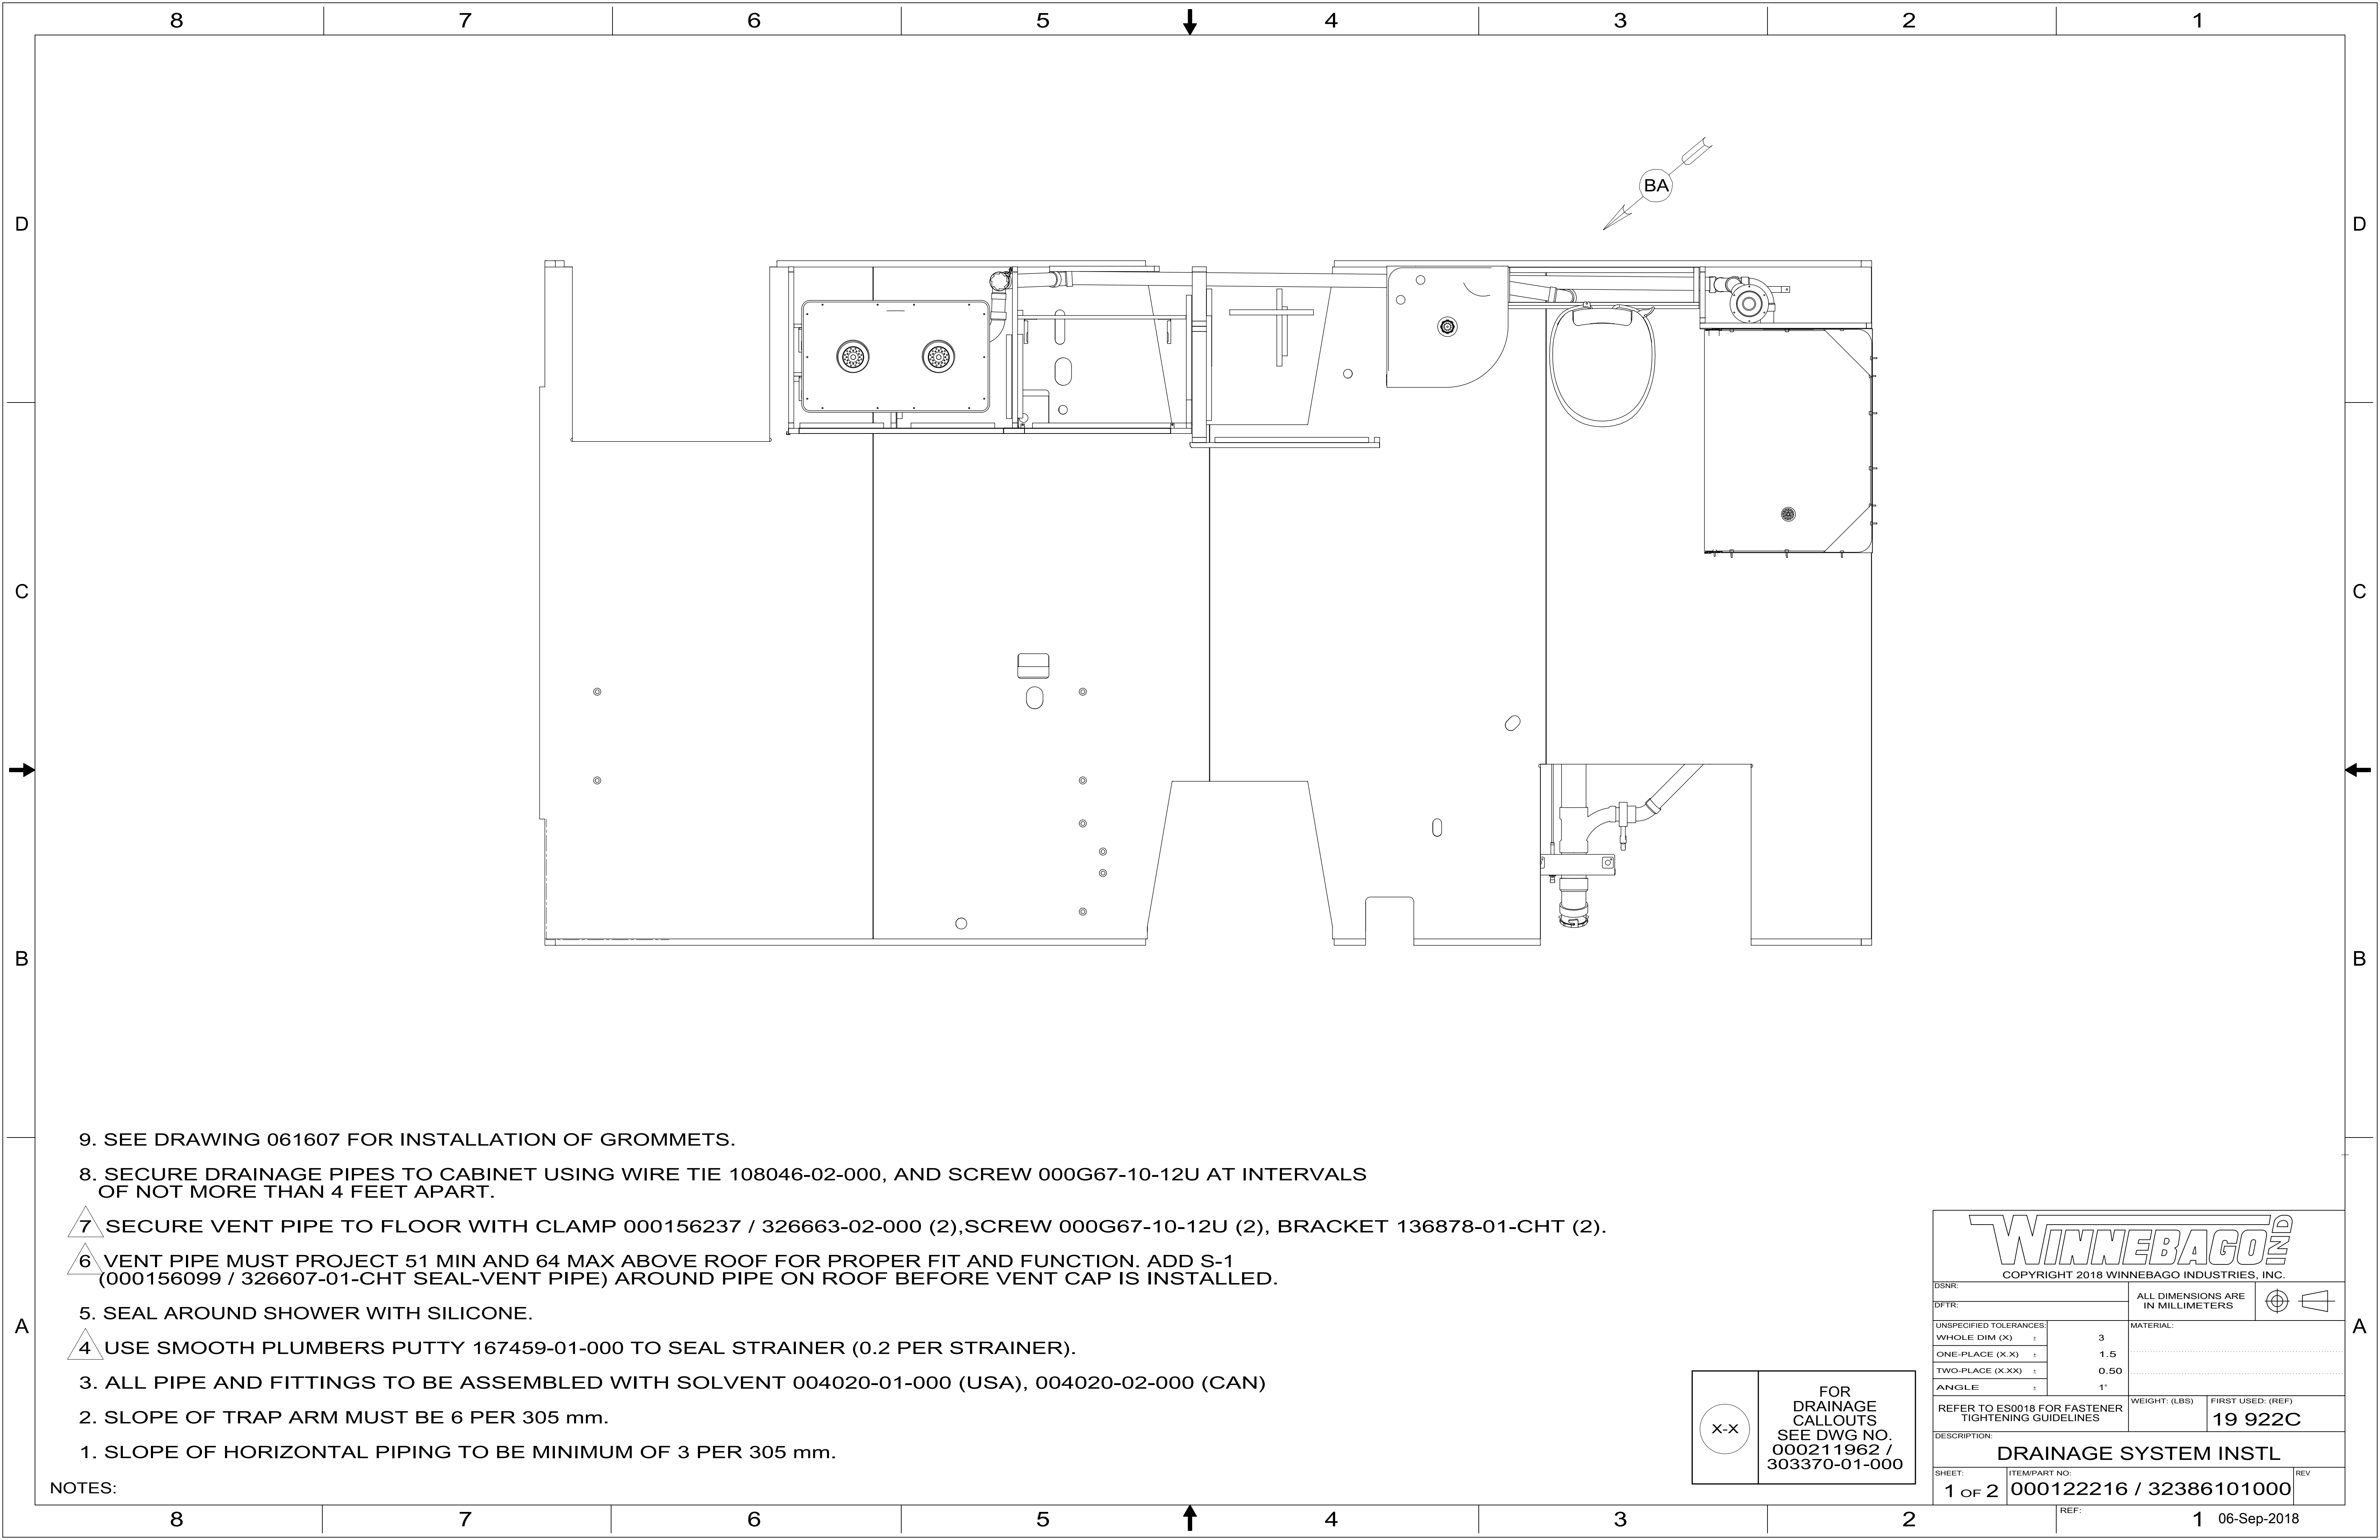 8 7 6 5 4 3 2 1
BA
D D
C C
B B
9. SEE DRAWING 061607 FOR INSTALLATION OF GROMMETS.
8. SECURE DRAINAGE PIPES TO CABINET USING WIRE TIE 108046-02-000, AND SCREW 000G67-10-12U AT INTERVALS
OF NOT MORE THAN 4 FEET APART.
7 SECURE VENT PIPE TO FLOOR WITH CLAMP 000156237 / 326663-02-000 (2),SCREW 000G67-10-12U (2), BRACKET 136878-01-CHT (2).
6 VENT PIPE MUST PROJECT 51 MIN AND 64 MAX ABOVE ROOF FOR PROPER FIT AND FUNCTION. ADD S-1
(000156099 / 326607-01-CHT SEAL-VENT PIPE) AROUND PIPE ON ROOF BEFORE VENT CAP IS INSTALLED.
5. SEAL AROUND SHOWER WITH SILICONE.
4 USE SMOOTH PLUMBERS PUTTY 167459-01-000 TO SEAL STRAINER (0.2 PER STRAINER).
3. ALL PIPE AND FITTINGS TO BE ASSEMBLED WITH SOLVENT 004020-01-000 (USA), 004020-02-000 (CAN)
2. SLOPE OF TRAP ARM MUST BE 6 PER 305 mm.
1. SLOPE OF HORIZONTAL PIPING TO BE MINIMUM OF 3 PER 305 mm.
NOTES:
A A
X-X
FOR
DRAINAGE
CALLOUTS
SEE DWG NO.
000211962 /
303370-01-000
WINNEBAGO IND
COPYRIGHT 2018 WINNEBAGO INDUSTRIES, INC.
DSNR:
DFTR:
ALL DIMENSIONS ARE
IN MILLIMETERS
UNSPECIFIED TOLERANCES:
WHOLE DIM (X) ± 3
ONE-PLACE (X.X) ± 1.5
TWO-PLACE (X.XX) ± 0.50
ANGLE ± 1°
MATERIAL:
REFER TO ES0018 FOR FASTENER
TIGHTENING GUIDELINES
WEIGHT: (LBS)
FIRST USED: (REF)
19 922C
DESCRIPTION:
DRAINAGE SYSTEM INSTL
SHEET:
1 OF 2
ITEM/PART NO:
000122216 / 32386101000
REV
REF:
8 7 6 5 4 3 2 1
06-Sep-2018